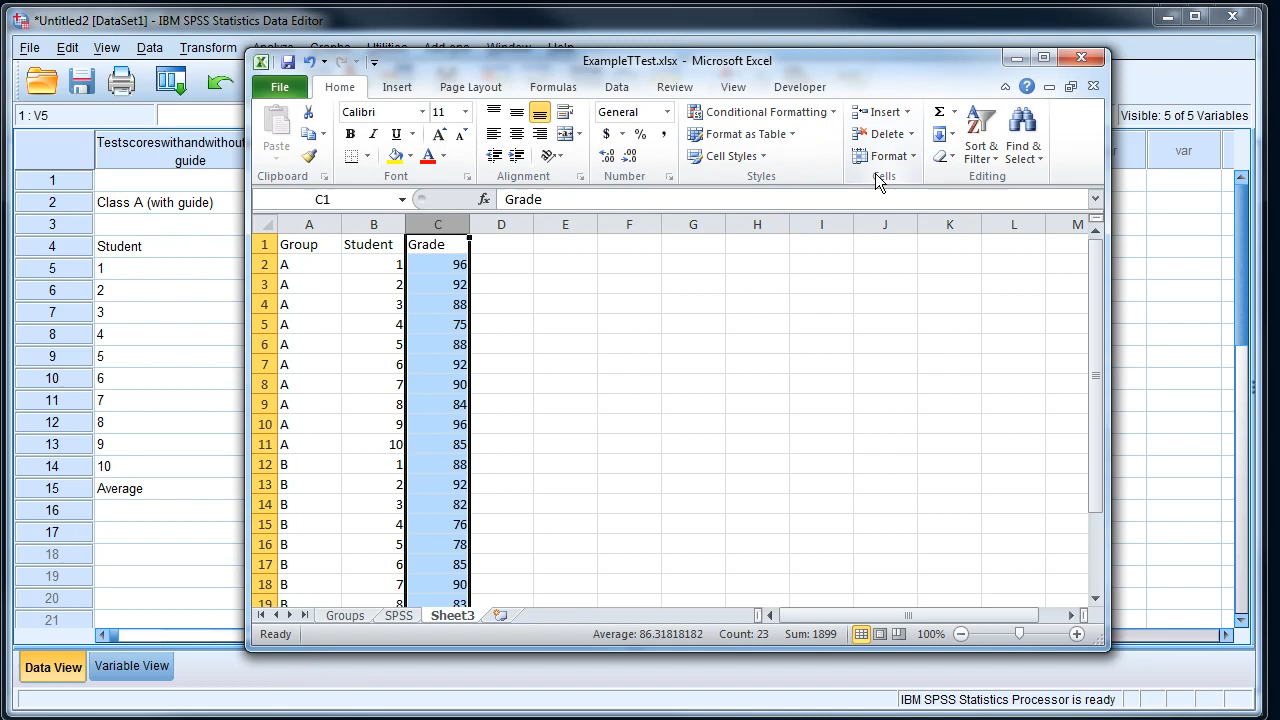 *Untitled2 [DataSet1] - IBM SPSS Statistics Data Editor
File Edit View Data Transform
1 : V5
Visible: 5 of 5 Variables
Testscoreswithandwithout
guide
var
1
2 Class A (with guide)
3
4 Student
5 1
6 2
7 3
8 4
9 5
10 6
11 7
12 8
13 9
14 10
15 Average
16
17
18
19
20
21
Data View Variable View
IBM SPSS Statistics Processor is ready
ExampleTTest.xlsx - Microsoft Excel
File Home Insert Page Layout Formulas Data Review View Developer
Paste
Clipboard
Calibri 11
B I U
Font
Alignment
General
$ % ,
Number
Conditional Formatting
Format as Table
Cell Styles
Styles
Insert
Delete
Format
Cells
Sort &
Filter
Find &
Select
Editing
C1 fx Grade
A B C D E F G H I J K L M
1 Group Student Grade
2 A 1 96
3 A 2 92
4 A 3 88
5 A 4 75
6 A 5 88
7 A 6 92
8 A 7 90
9 A 8 84
10 A 9 96
11 A 10 85
12 B 1 88
13 B 2 92
14 B 3 82
15 B 4 76
16 B 5 78
17 B 6 85
18 B 7 90
19 B 8 83
Groups SPSS Sheet3
Ready Average: 86.31818182 Count: 23 Sum: 1899 100%